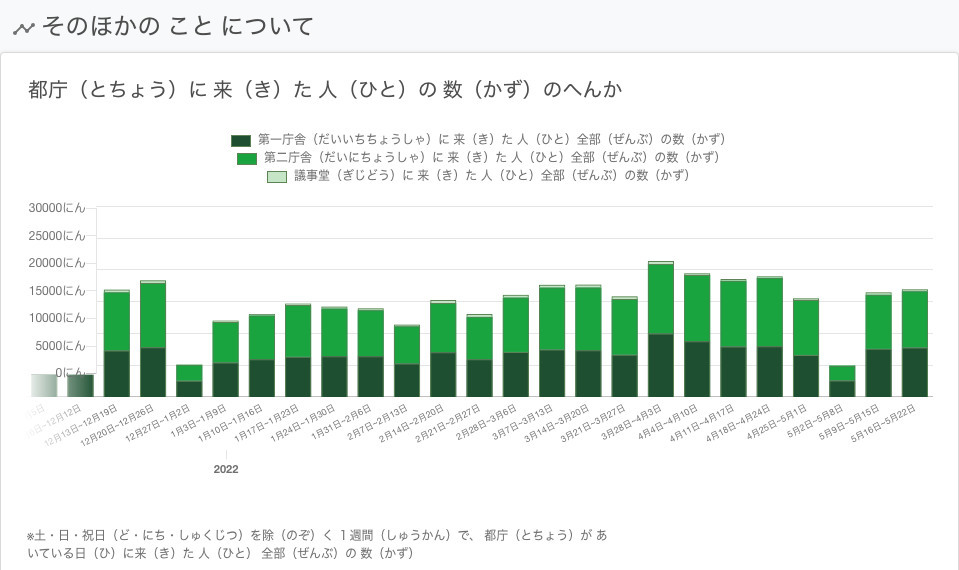 そのほかの こと について
都庁（とちょう）に 来（き）た 人（ひと）の 数（かず）のへんか
第一庁舎（だいいちちょうしゃ）に 来（き）た 人（ひと）全部（ぜんぶ）の数（かず）
第二庁舎（だいにちょうしゃ）に 来（き）た 人（ひと）全部（ぜんぶ）の数（かず）
議事堂（ぎじどう）に 来（き）た 人（ひと）全部（ぜんぶ）の数（かず）
30000にん
25000にん
20000にん
15000にん
10000にん
5000にん
0にん
12月13日~12月19日
12月20日~12月26日
12月27日~1月2日
1月3日~1月9日
1月10日~1月16日
1月17日~1月23日
1月24日~1月30日
1月31日~2月6日
2月7日~2月13日
2月14日~2月20日
2月21日~2月27日
2月28日~3月6日
3月7日~3月13日
3月14日~3月20日
3月21日~3月27日
3月28日~4月3日
4月4日~4月10日
4月11日~4月17日
4月18日~4月24日
4月25日~5月1日
5月2日~5月8日
5月9日~5月15日
5月16日~5月22日
2022
※土・日・祝日（ど・にち・しゅくじつ）を除（のぞ）く １週間（しゅうかん）で、 都庁（とちょう）が あ
いている日（ひ）に来（き）た 人（ひと） 全部（ぜんぶ）の 数（かず）